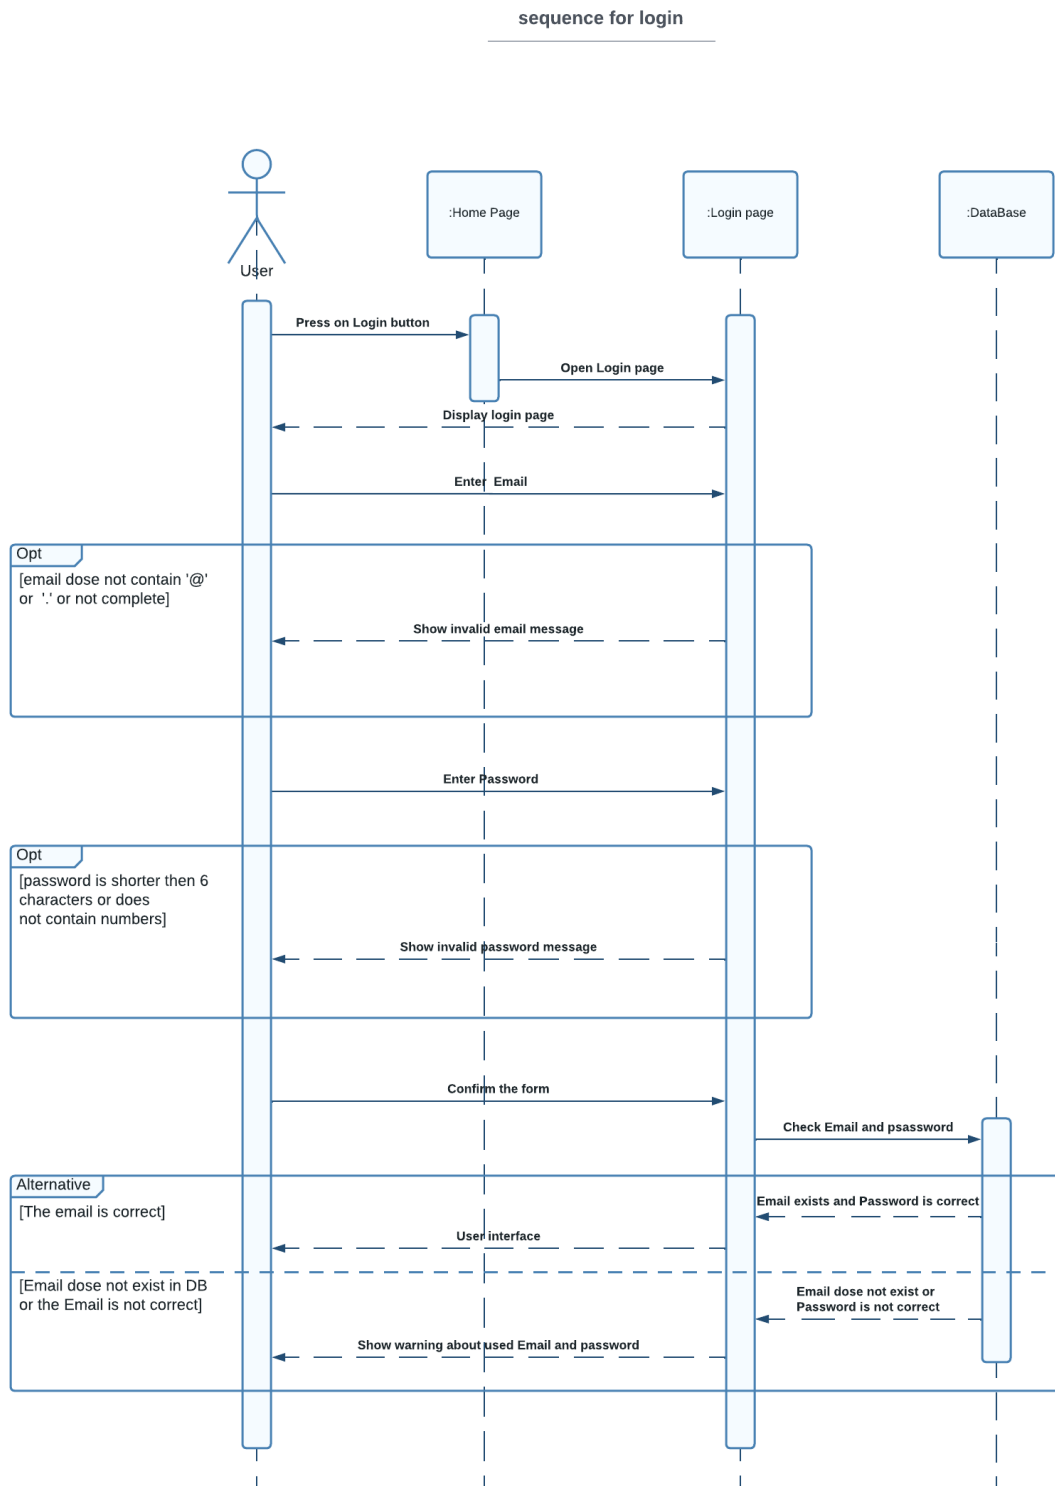 sequence for login
:Home Page
:Login page
:DataBase
User
Press on Login button
Open Login page
Display login page
Enter  Email
Opt
[email dose not contain '@'
or  '.' or not complete]
Show invalid email message
Enter Password
Opt
[password is shorter then 6
characters or does
not contain numbers]
Show invalid password message
Confirm the form
Check Email and psassword
Alternative
[The email is correct]
Email exists and Password is correct
User interface
[Email dose not exist in DB
or the Email is not correct]
Email dose not exist or
Password is not correct
Show warning about used Email and password